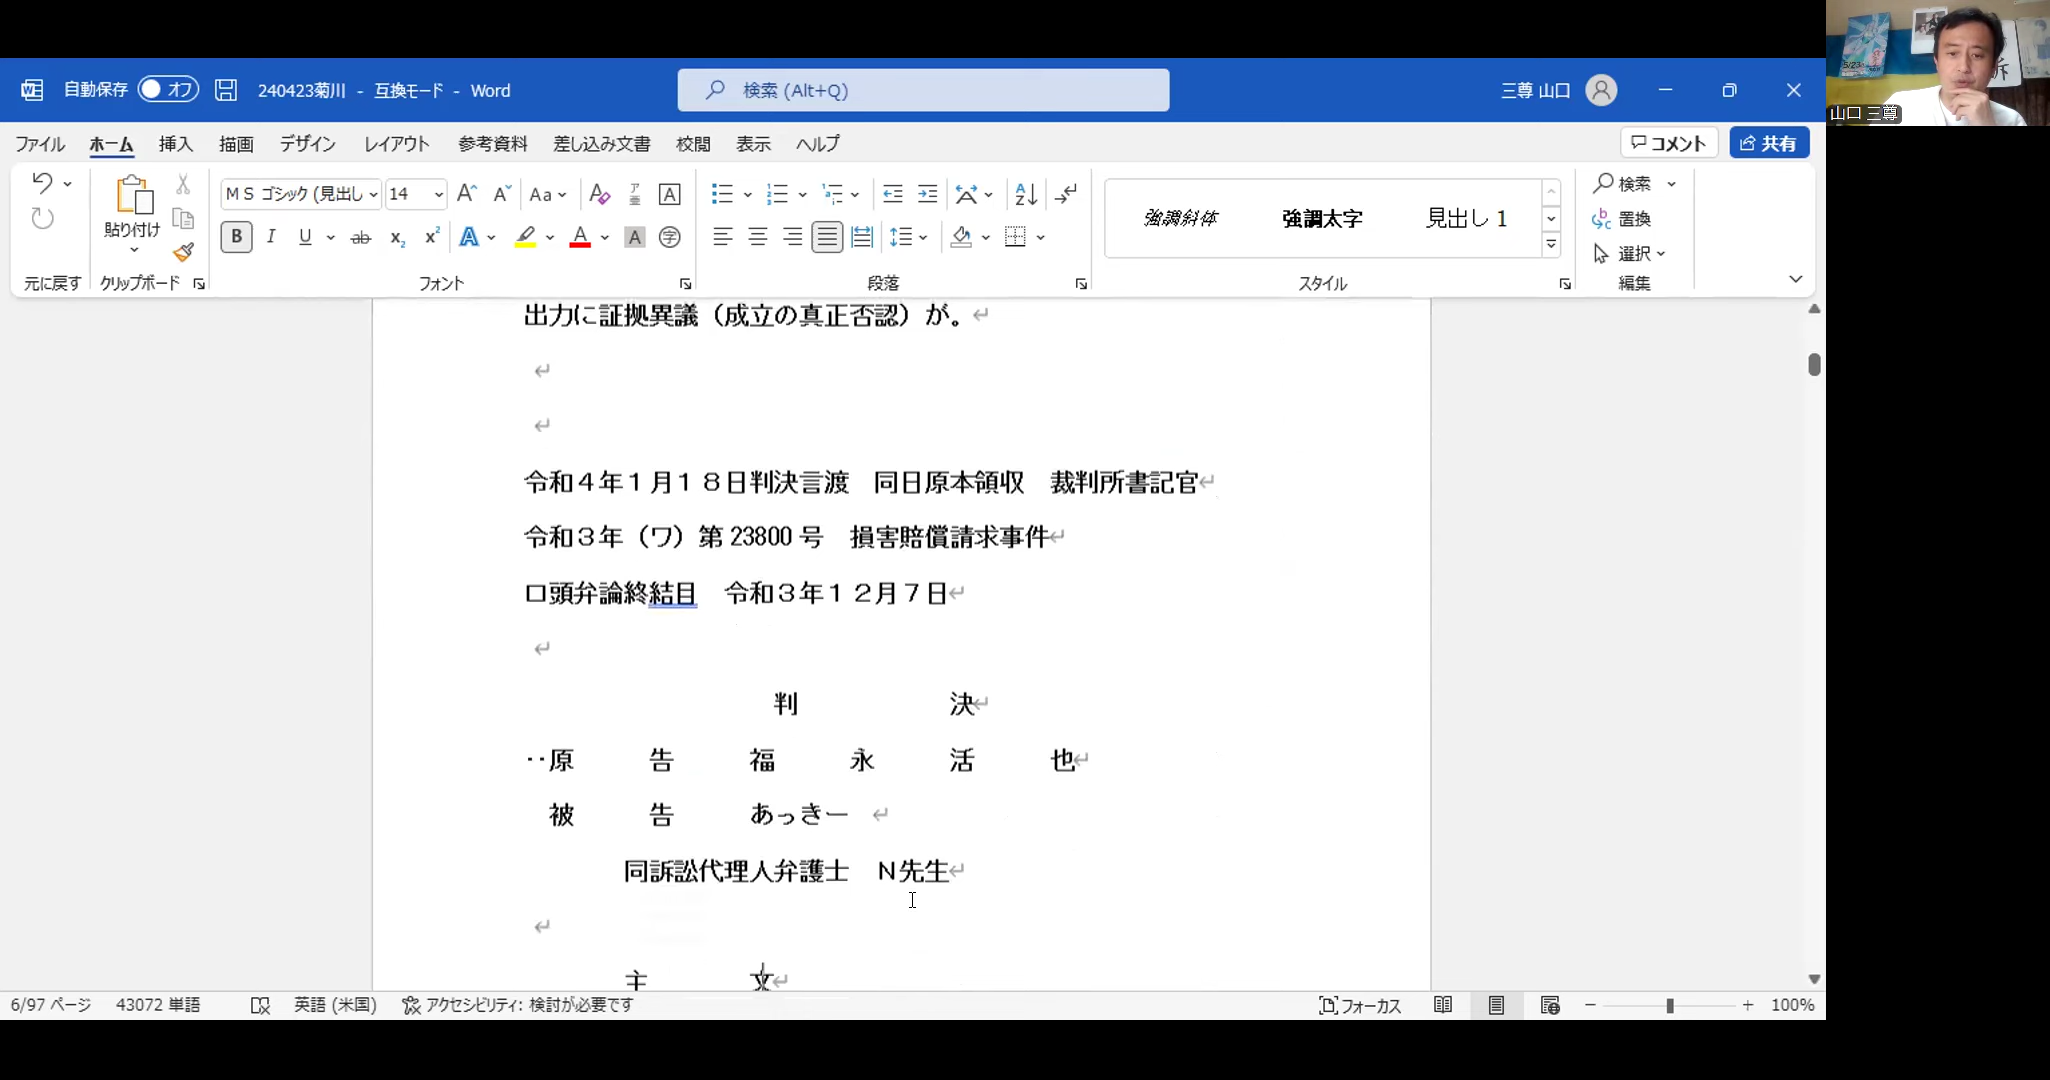 自動保存 オフ 240423菊川 - 互換モード - Word 検索 (Alt+Q) 三尊 山口
山口 三尊
ファイル ホーム 挿入 描画 デザイン レイアウト 参考資料 差し込み文書 校閲 表示 ヘルプ コメント 共有
貼り付け MS ゴシック (見出し 14 強調斜体 強調太字 見出し 1 検索
置換
選択
元に戻す クリップボード フォント 段落 スタイル 編集
出力に証拠異議（成立の真正否認）が。
令和４年１月１８日判決言渡　同日原本領収　裁判所書記官
令和３年（ワ）第 23800 号　損害賠償請求事件
口頭弁論終結目　令和３年１２月７日
判　　　決
‥原　告　福　永　活　也
被　告　あっきー
同訴訟代理人弁護士　Ｎ先生
主　　文
6/97 ページ 43072 単語 英語 (米国) アクセシビリティ: 検討が必要です フォーカス 100%